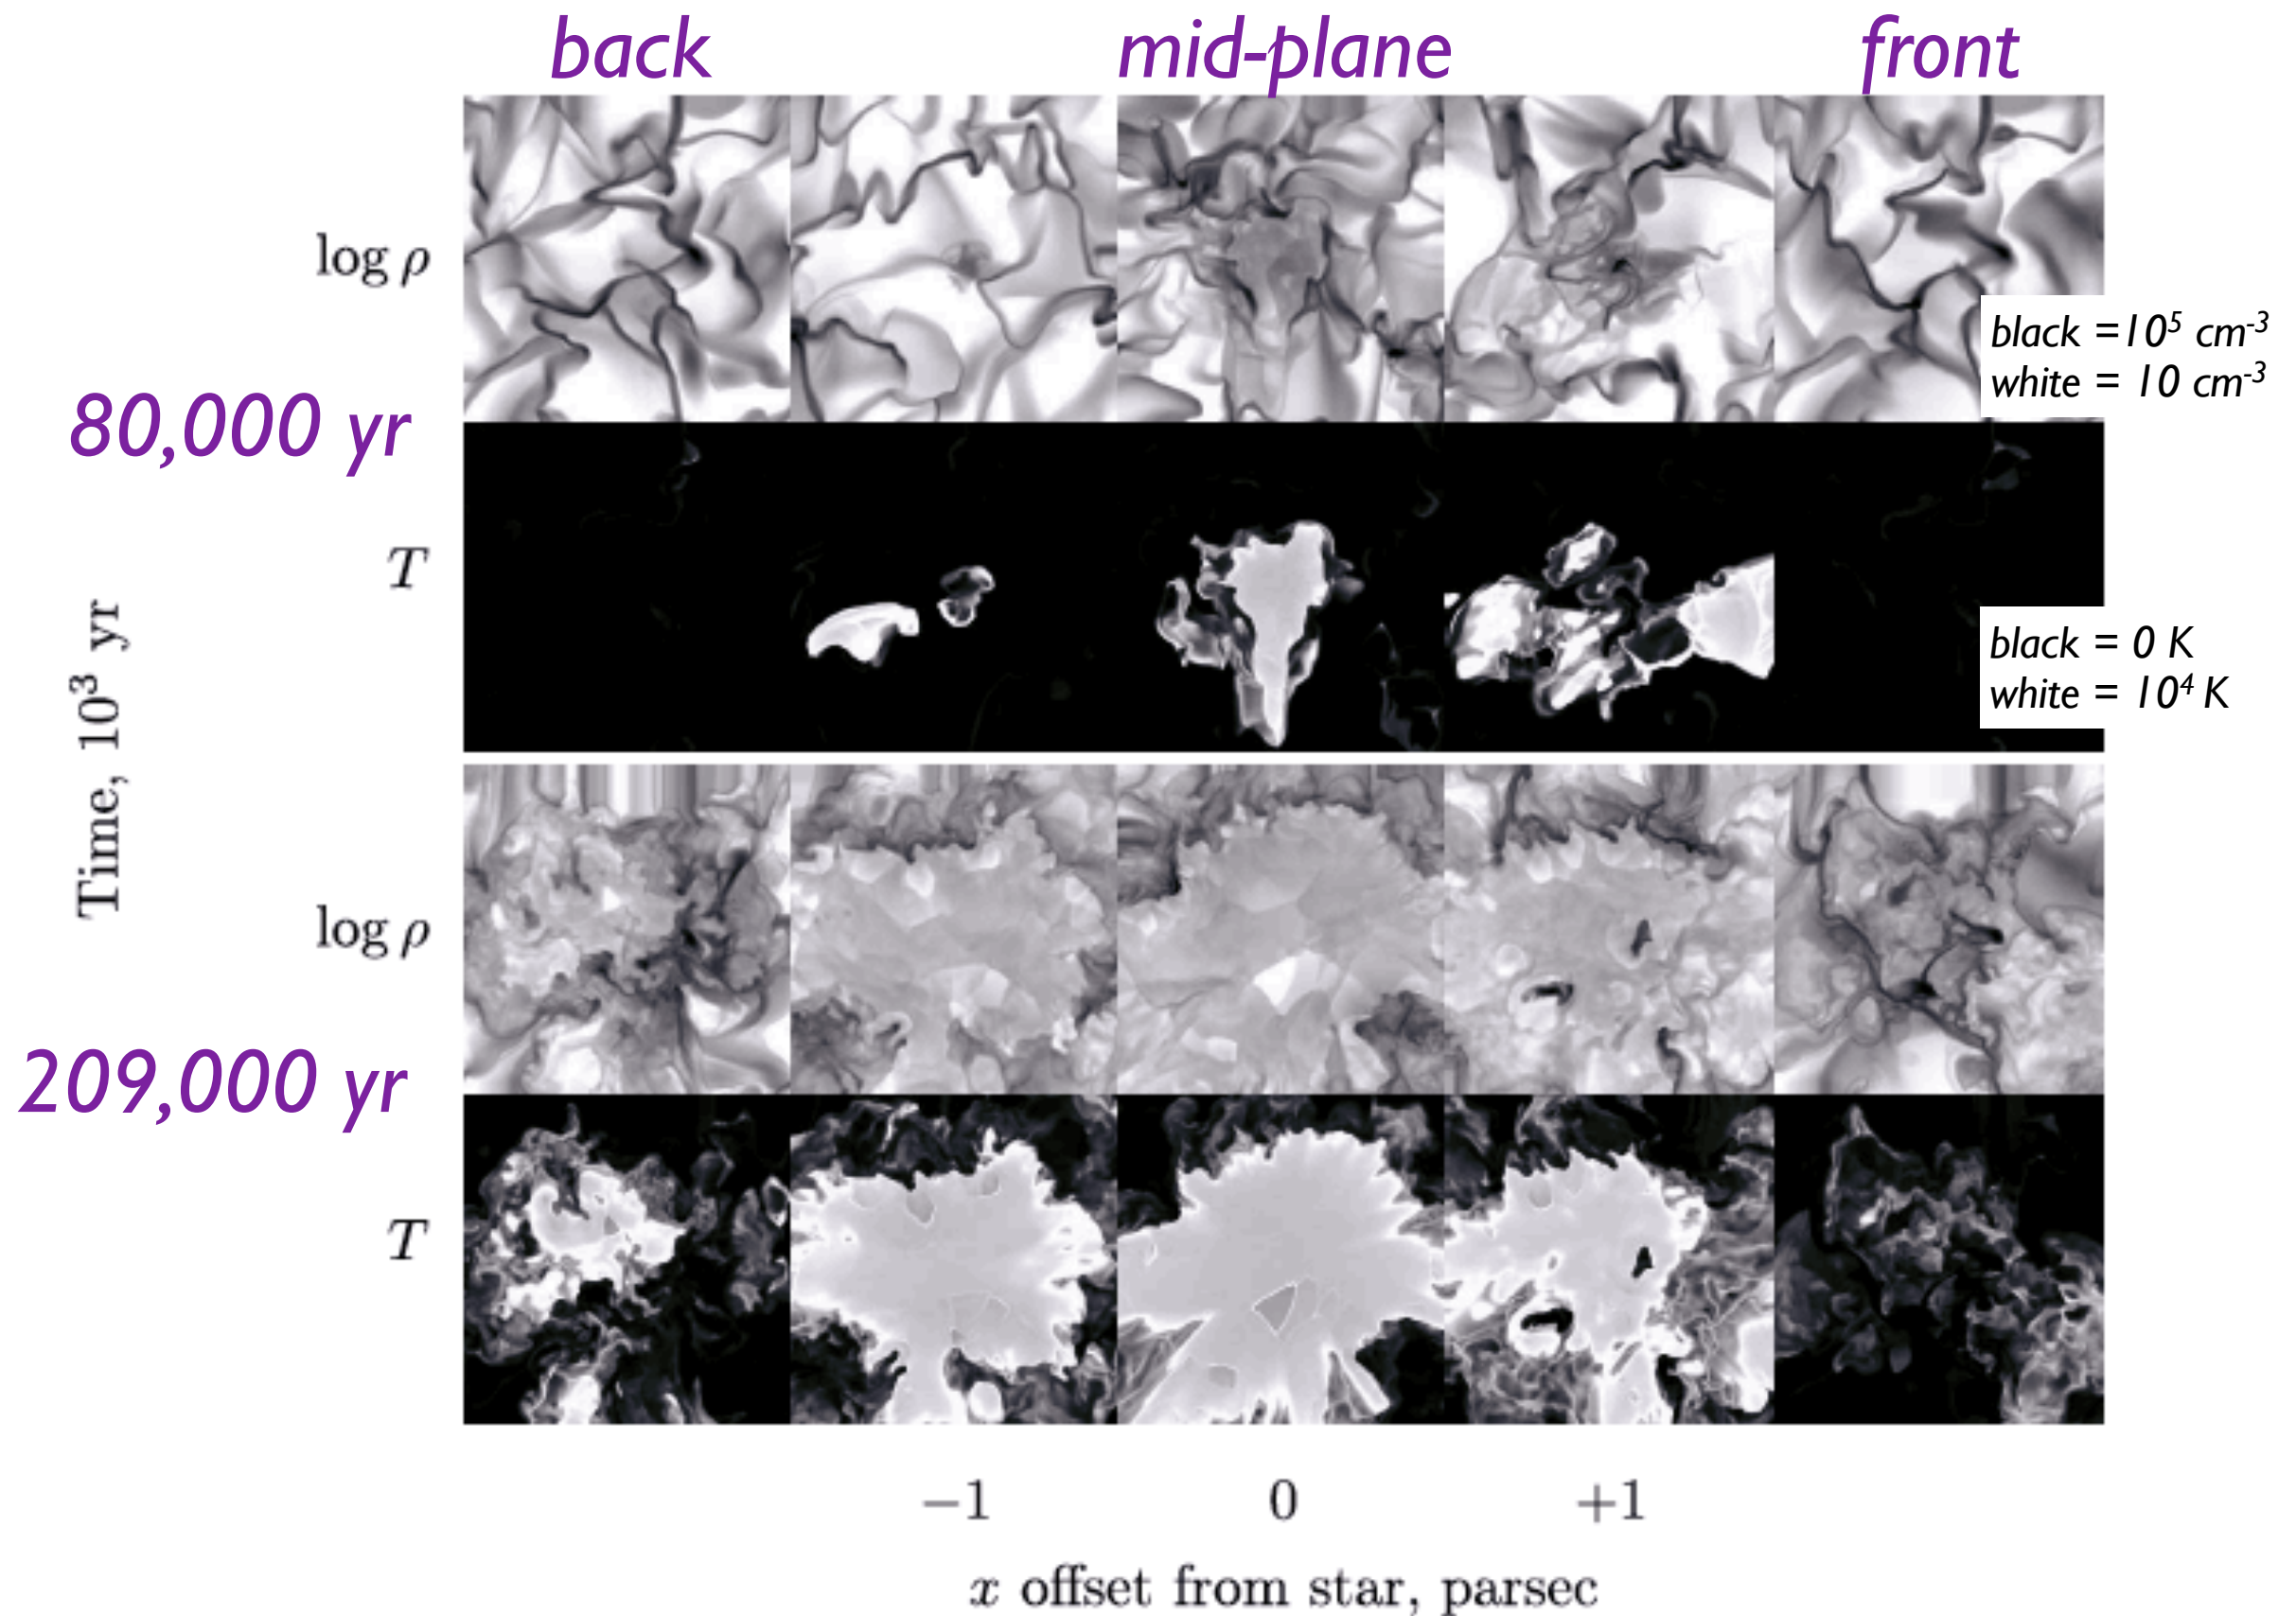 back mid-plane front
log ρ
black =10⁵ cm⁻³
white = 10 cm⁻³
80,000 yr
T
black = 0 K
white = 10⁴ K
Time, 10³ yr
log ρ
209,000 yr
T
−1 0 +1
x offset from star, parsec